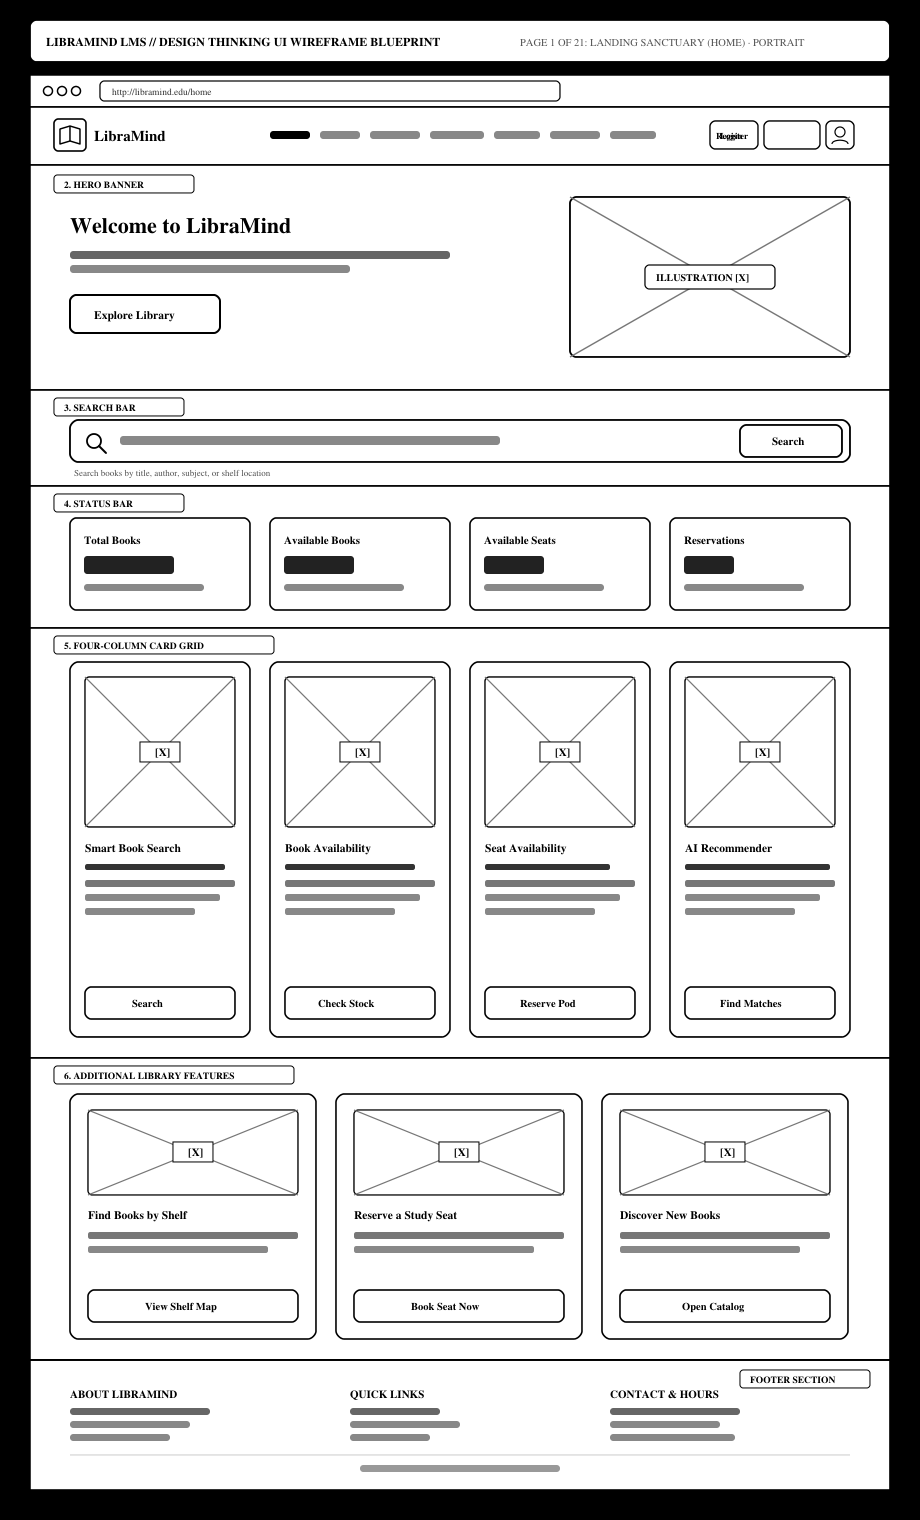 LIBRAMIND LMS // DESIGN THINKING UI WIREFRAME BLUEPRINT
PAGE 1 OF 21: LANDING SANCTUARY (HOME) · PORTRAIT
http://libramind.edu/home
LibraMind
Register
2. HERO BANNER
Welcome to LibraMind
Explore Library
ILLUSTRATION [X]
3. SEARCH BAR
Search
Search books by title, author, subject, or shelf location
4. STATUS BAR
Total Books
Available Books
Available Seats
Reservations
5. FOUR-COLUMN CARD GRID
[X]
[X]
[X]
[X]
Smart Book Search
Book Availability
Seat Availability
AI Recommender
Search
Check Stock
Reserve Pod
Find Matches
6. ADDITIONAL LIBRARY FEATURES
[X]
[X]
[X]
Find Books by Shelf
Reserve a Study Seat
Discover New Books
View Shelf Map
Book Seat Now
Open Catalog
FOOTER SECTION
ABOUT LIBRAMIND
QUICK LINKS
CONTACT & HOURS